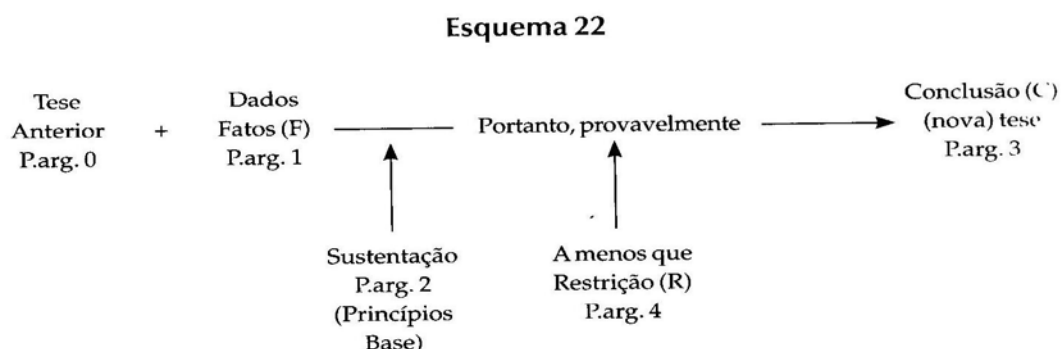 Esquema 22
Tese
Anterior
P.arg. 0
+
Dados
Fatos (F)
P.arg. 1
Portanto, provavelmente
Conclusão (C)
(nova) tese
P.arg. 3
Sustentação
P.arg. 2
(Princípios
Base)
A menos que
Restrição (R)
P.arg. 4